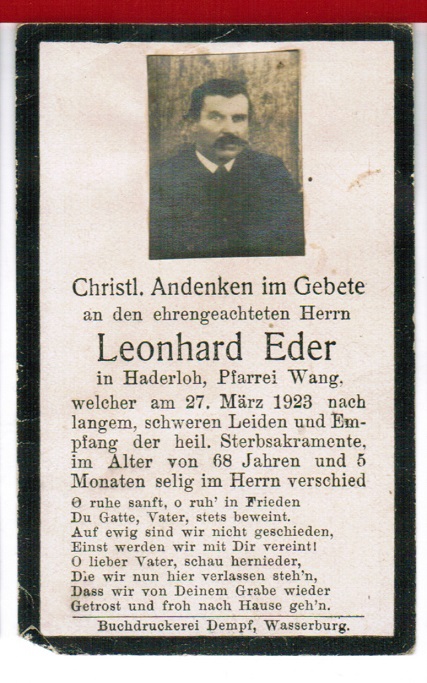 Christl. Andenken im Gebete
an den ehrengeachteten Herrn
Leonhard Eder
in Haderloh, Pfarrei Wang,
welcher am 27. März 1923 nach
langem, schweren Leiden und Em-
pfang der heil. Sterbsakramente,
im Alter von 68 Jahren und 5
Monaten selig im Herrn verschied
O ruhe sanft, o ruh' in Frieden
Du Gatte, Vater, stets beweint.
Auf ewig sind wir nicht geschieden,
Einst werden wir mit Dir vereint!
O lieber Vater, schau hernieder,
Die wir nun hier verlassen steh'n,
Dass wir von Deinem Grabe wieder
Getrost und froh nach Hause geh'n.
Buchdruckerei Dempf, Wasserburg.